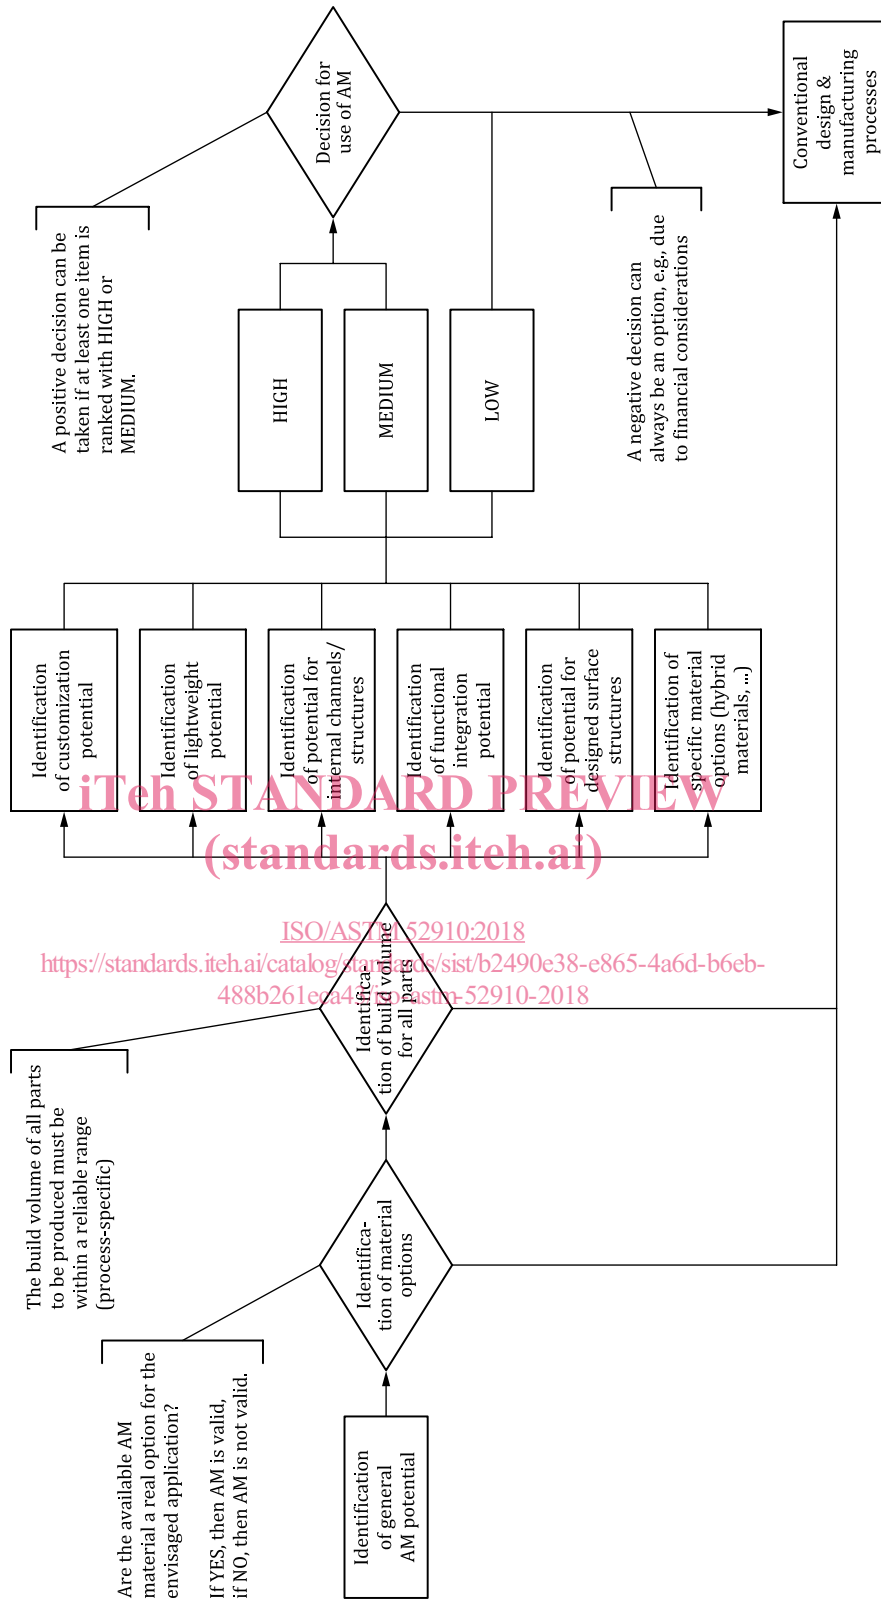 Are the available AM
material a real option for the
envisaged application?
If YES, then AM is valid,
if NO, then AM is not valid.
Identification
of general
AM potential
The build volume of all parts
to be produced must be
within a reliable range
(process-specific)
Identifica-
tion of material
options
Identifica-
tion of build volume
for all parts
Identification
of customization
potential
Identification
of lightweight
potential
Identification
of potential for
internal channels/
structures
Identification
of functional
integration
potential
Identification
of potential for
designed surface
structures
Identification of
specific material
options (hybrid
materials, ...)
A positive decision can be
taken if at least one item is
ranked with HIGH or
MEDIUM.
HIGH
MEDIUM
LOW
A negative decision can
always be an option, e.g., due
to financial considerations
Decision for
use of AM
Conventional
design &
manufacturing
processes
iTeh STANDARD PREVIEW
(standards.iteh.ai)
ISO/ASTM 52910:2018
https://standards.iteh.ai/catalog/standards/sist/b2490e38-e865-4a6d-b6eb-